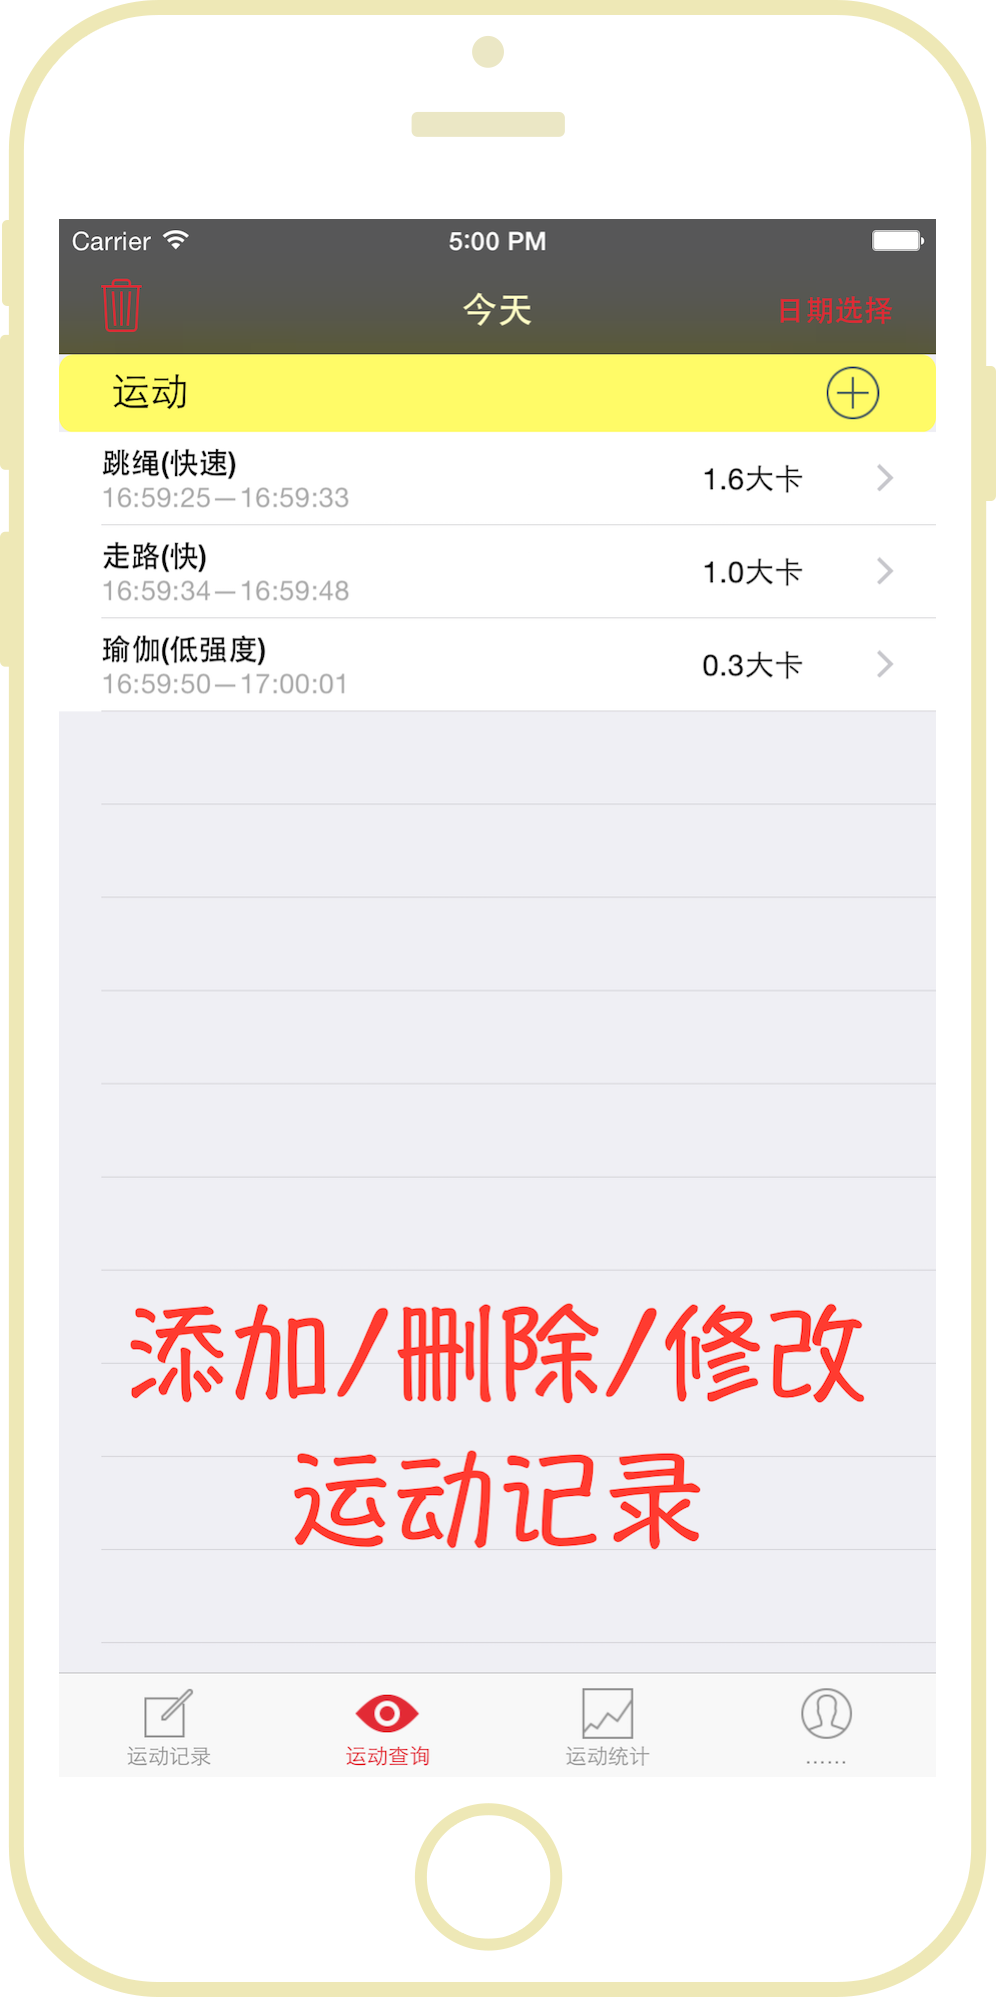 Carrier 5:00 PM
今天 日期选择
运动
跳绳(快速)
16:59:25—16:59:33 1.6大卡
走路(快)
16:59:34—16:59:48 1.0大卡
瑜伽(低强度)
16:59:50—17:00:01 0.3大卡
添加/删除/修改
运动记录
运动记录 运动查询 运动统计 ……